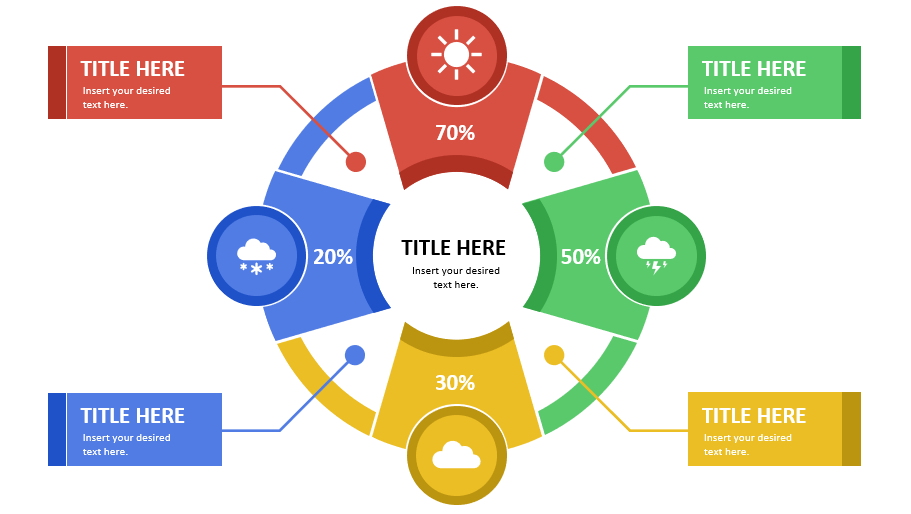 TITLE HERE
Insert your desired
text here.
TITLE HERE
Insert your desired
text here.
70%
20%
TITLE HERE
Insert your desired
text here.
50%
30%
TITLE HERE
Insert your desired
text here.
TITLE HERE
Insert your desired
text here.